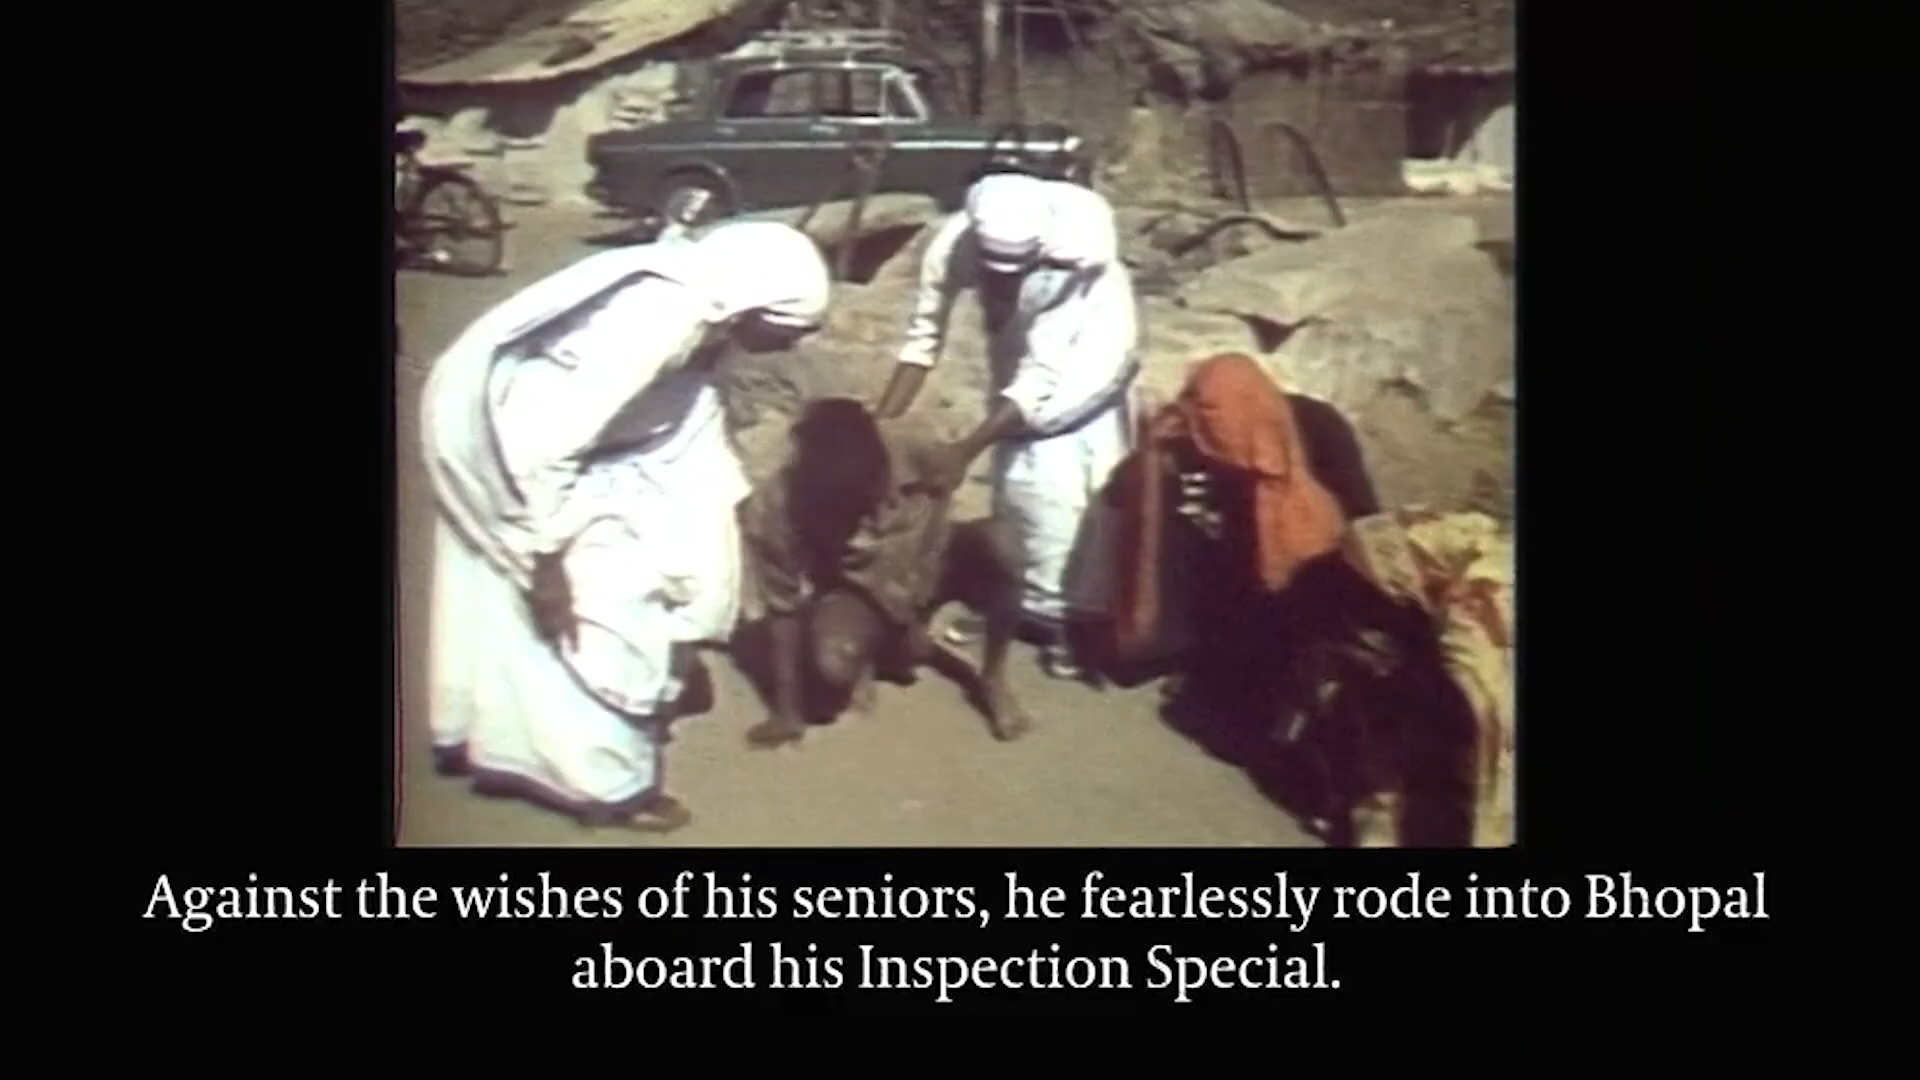 Against the wishes of his seniors, he fearlessly rode into Bhopal
aboard his Inspection Special.